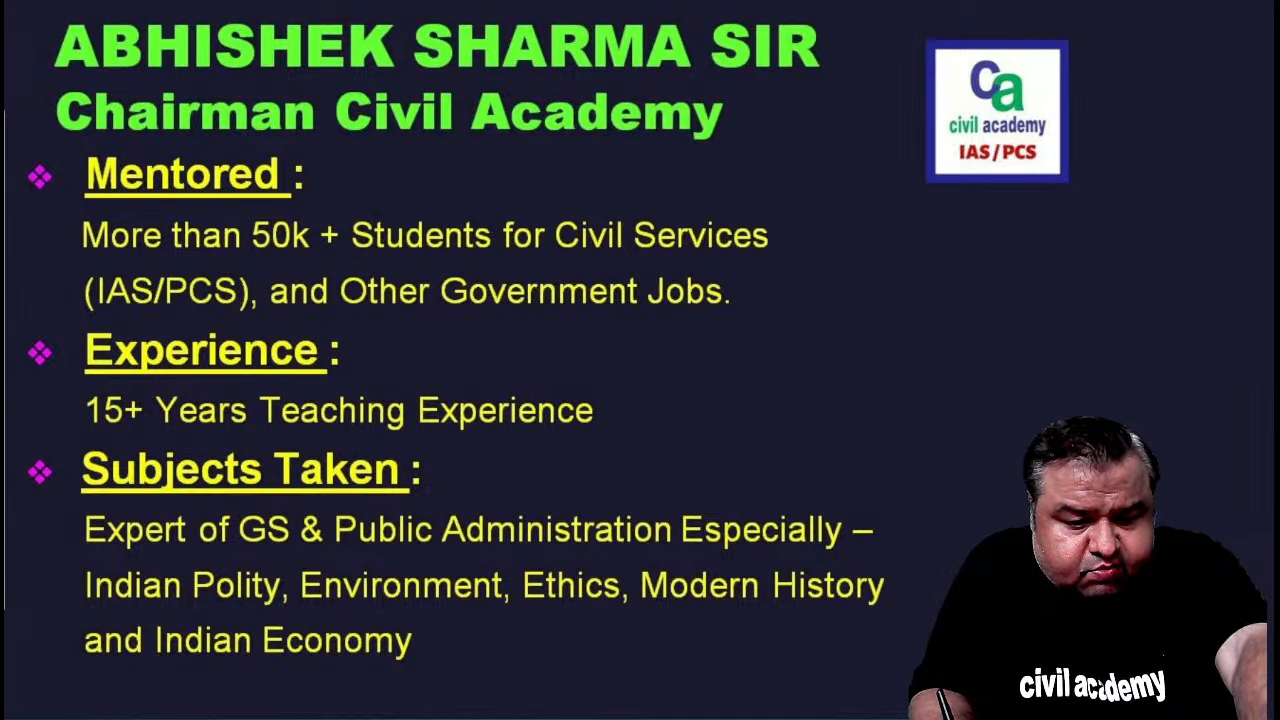 ABHISHEK SHARMA SIR
Chairman Civil Academy
ca
civil academy
IAS/PCS
Mentored :
More than 50k + Students for Civil Services
(IAS/PCS), and Other Government Jobs.
Experience :
15+ Years Teaching Experience
Subjects Taken :
Expert of GS & Public Administration Especially –
Indian Polity, Environment, Ethics, Modern History
and Indian Economy
civil academy